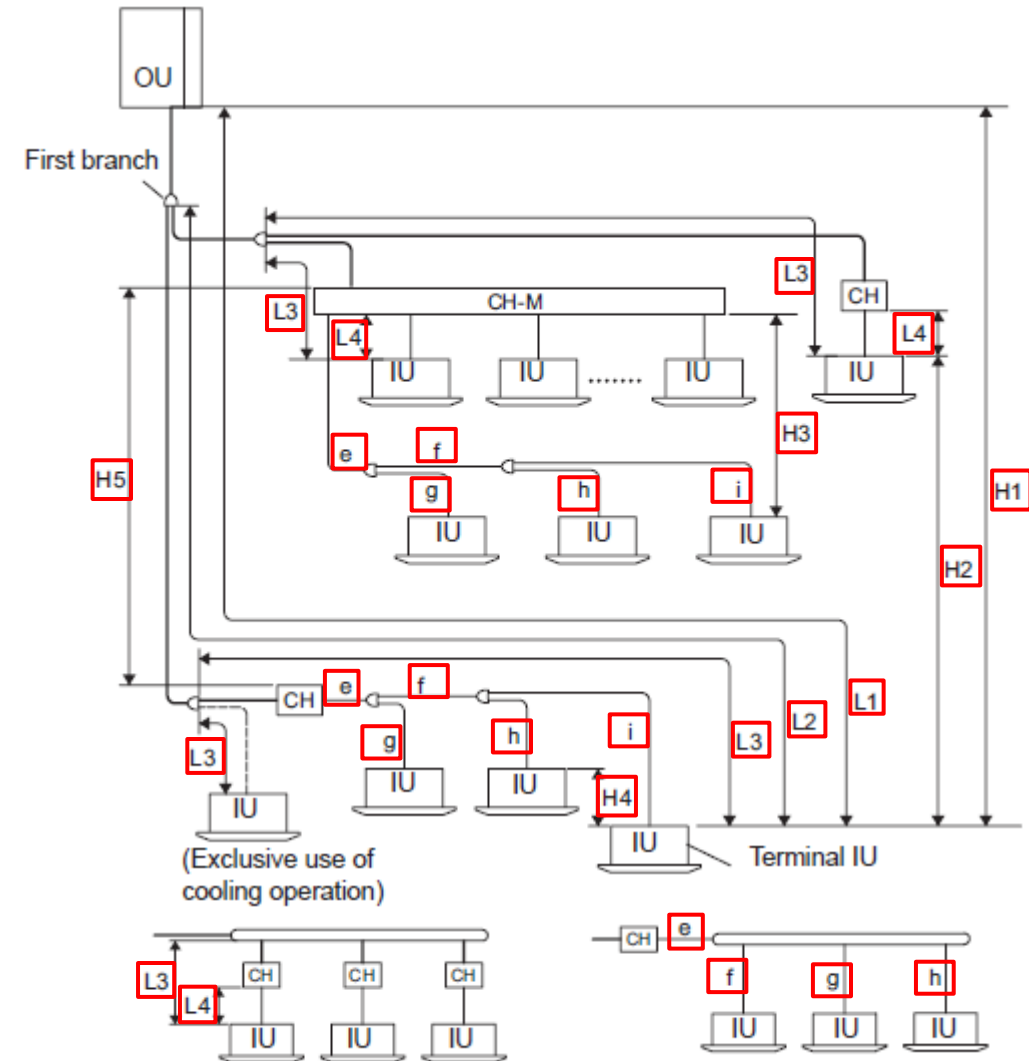 OU
First branch
L3
CH
L3
CH-M
L4
L4
IU
IU
.......
IU
IU
H3
e
f
H5
g
h
i
H1
IU
IU
IU
H2
CH
e
f
L1
L2
g
h
i
L3
L3
IU
IU
H4
IU
IU
Terminal IU
(Exclusive use of
cooling operation)
CH
e
L3
CH
CH
CH
f
g
h
L4
IU
IU
IU
IU
IU
IU